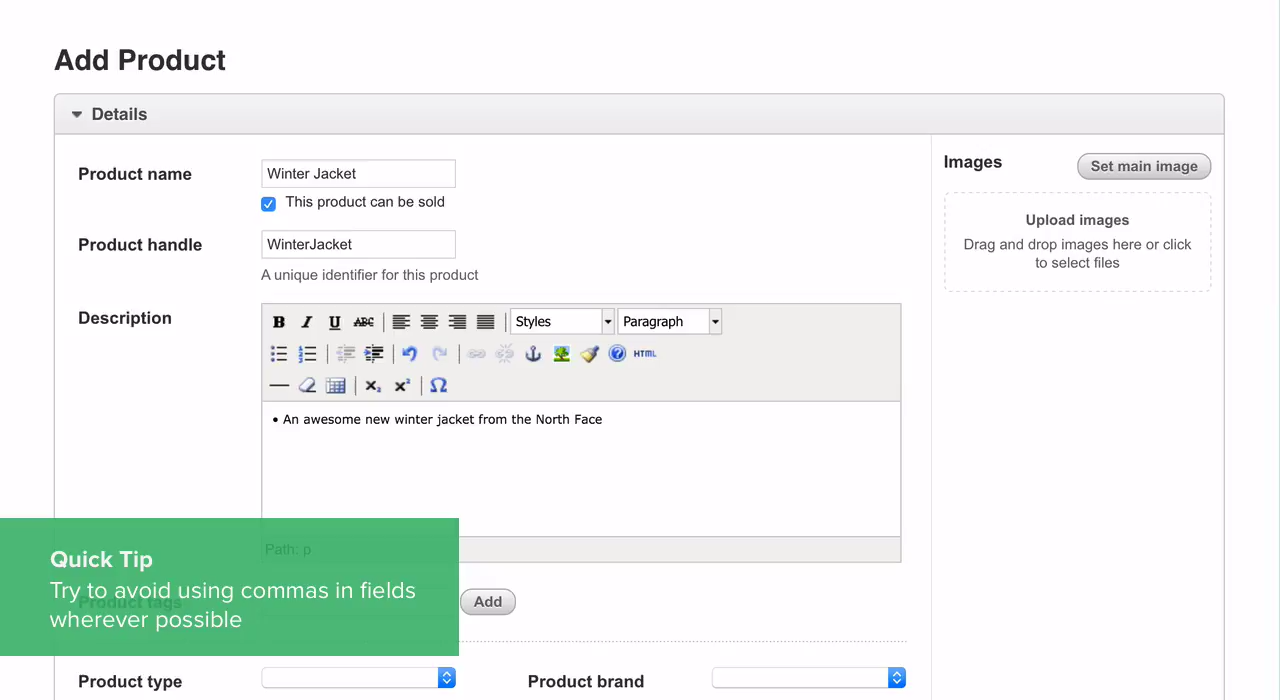 Add Product
Details
Product name
Winter Jacket
This product can be sold
Product handle
WinterJacket
A unique identifier for this product
Description
B I U ABC Styles Paragraph
HTML
x₂ x² Ω
• An awesome new winter jacket from the North Face
Path: p
Product tags
Add
Product type
Product brand
Images
Set main image
Upload images
Drag and drop images here or click
to select files
Quick Tip
Try to avoid using commas in fields
wherever possible